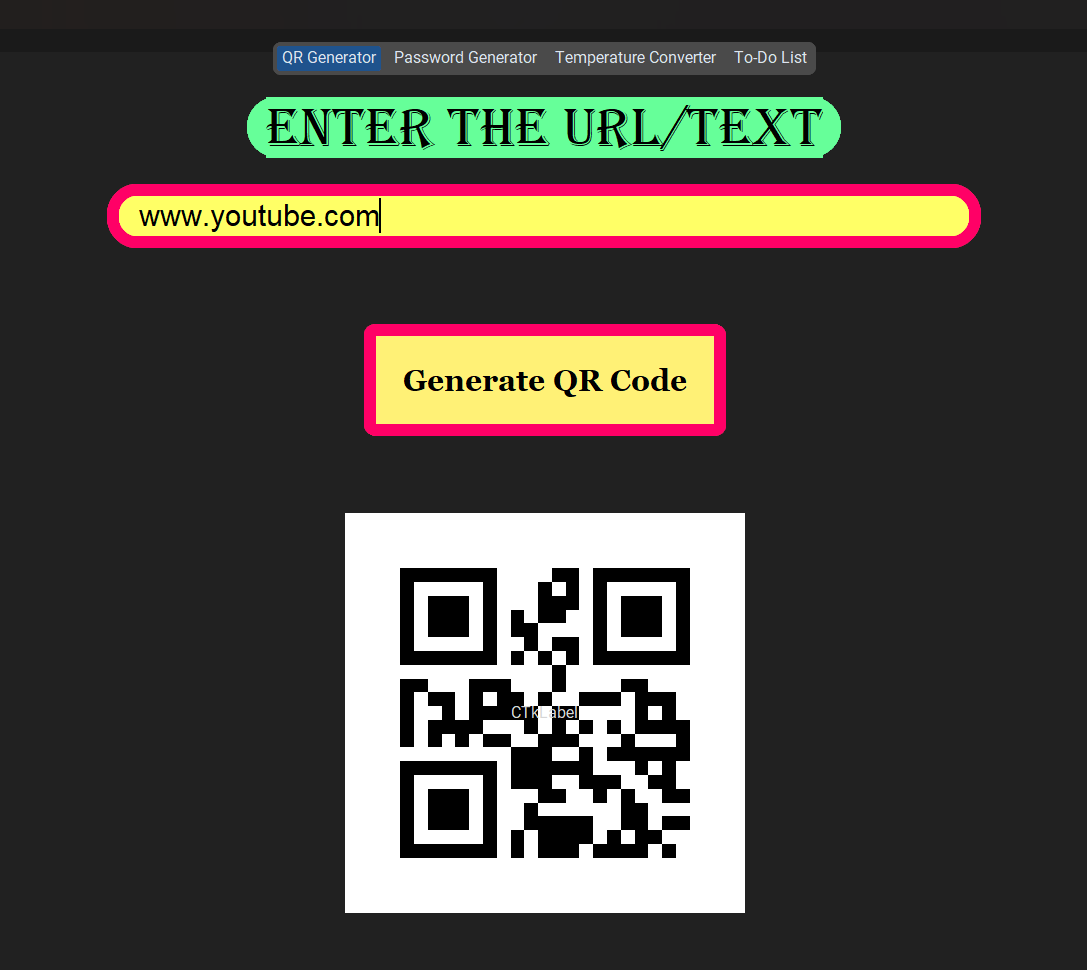 QR Generator Password Generator Temperature Converter To-Do List
ENTER THE URL/TEXT
www.youtube.com
Generate QR Code
CTkLabel